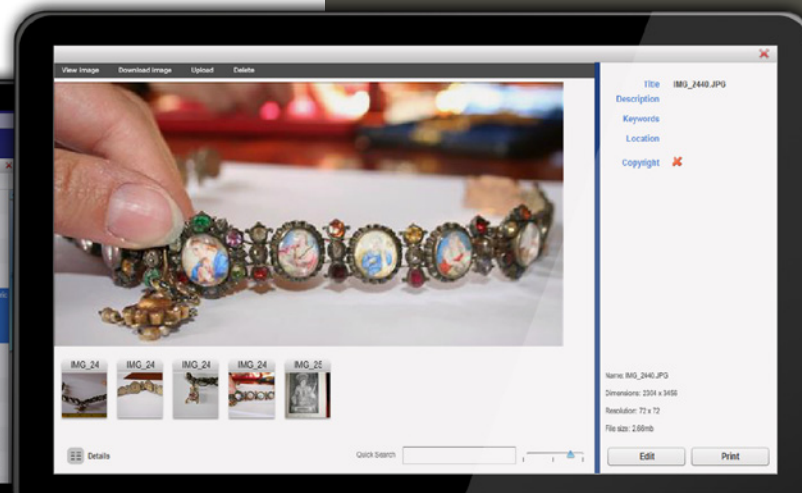 View Image Download Image Upload Delete
Title IMG_2440.JPG
Description
Keywords
Location
Copyright
IMG_24 IMG_24 IMG_24 IMG_24 IMG_25
Name: IMG_2440.JPG
Dimensions: 2304 x 3456
Resolution: 72 x 72
File size: 2.66mb
Details Quick Search
Edit Print